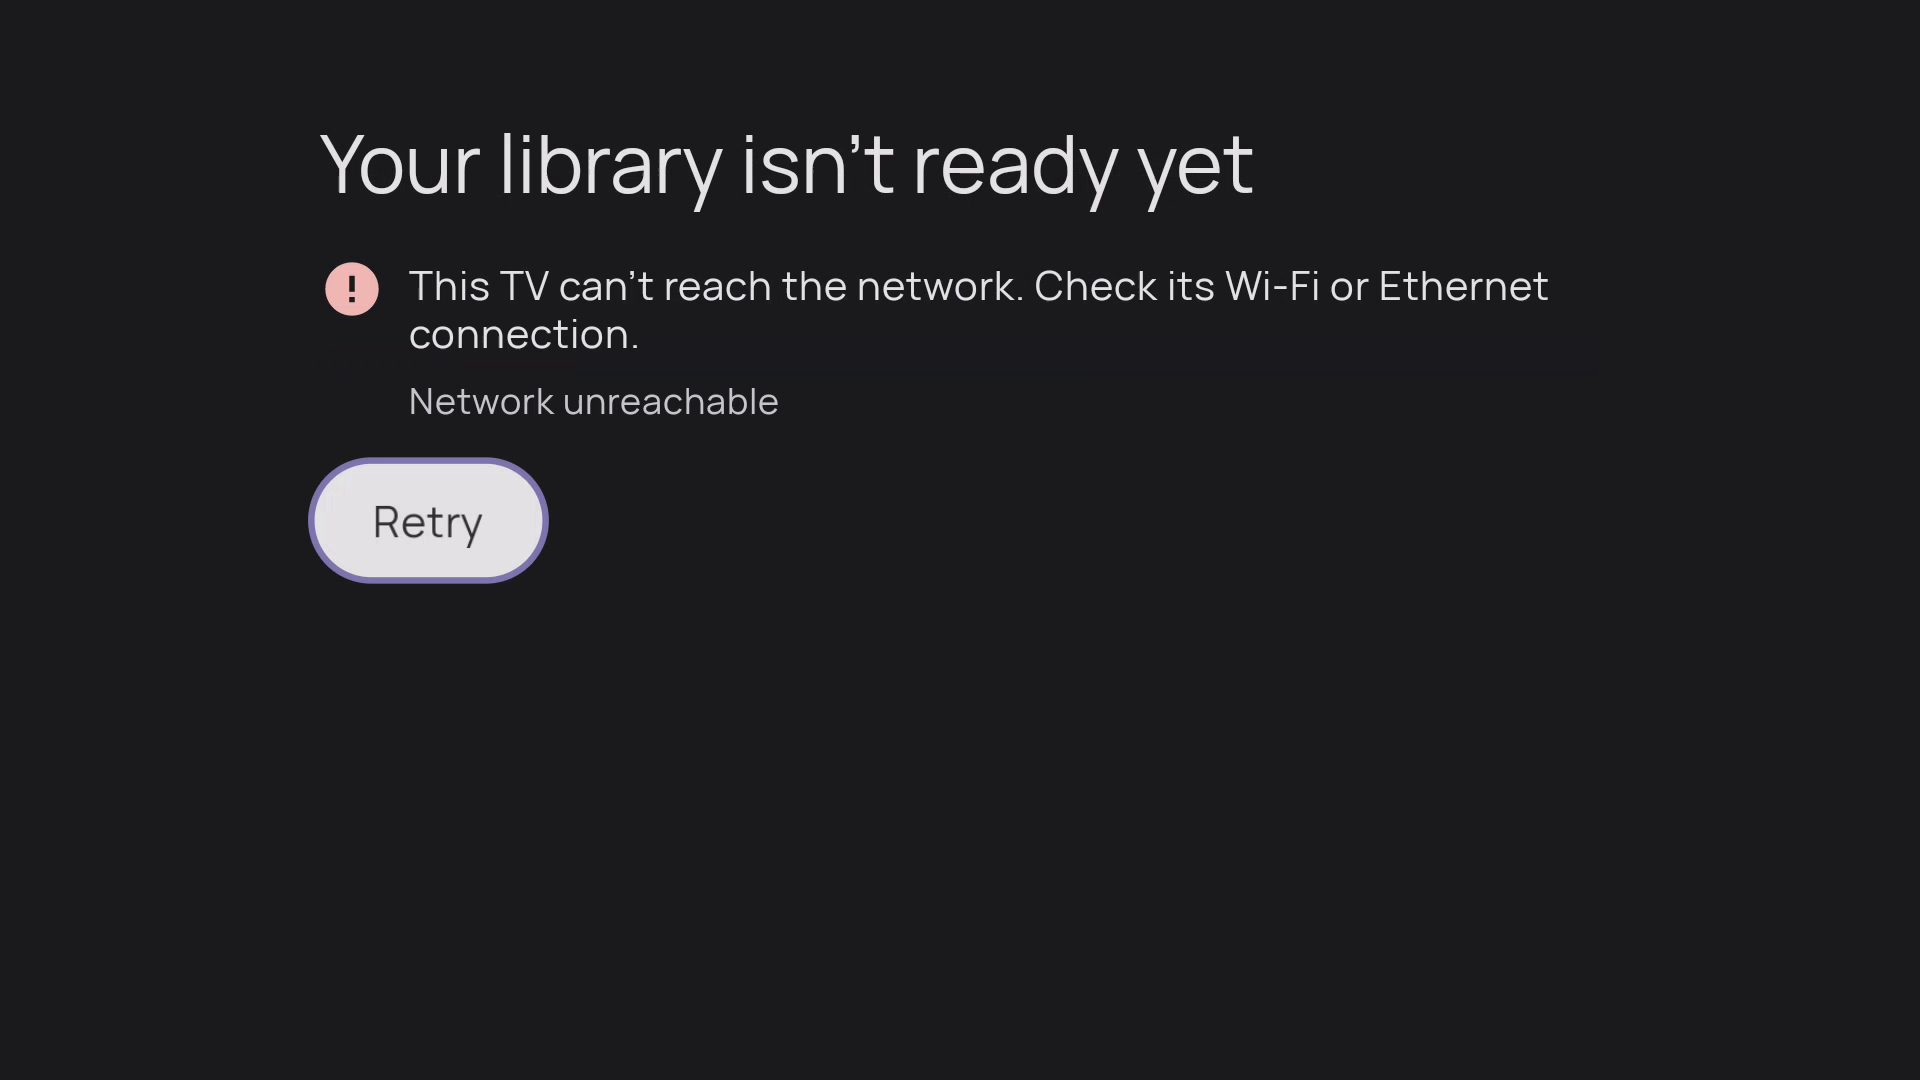 Your library isn’t ready yet
This TV can’t reach the network. Check its Wi-Fi or Ethernet
connection.
Network unreachable
Retry